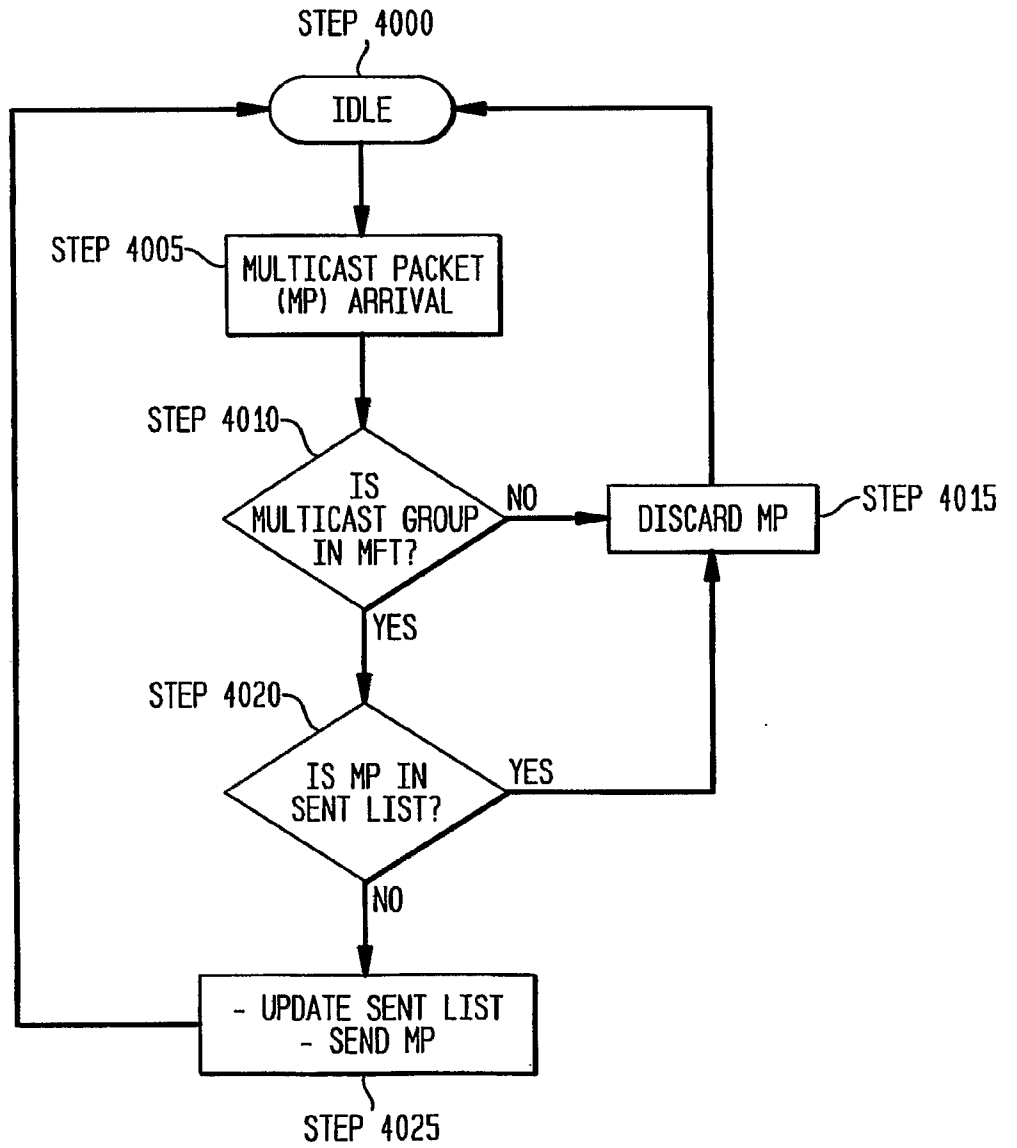 STEP 4000
IDLE
STEP 4005
MULTICAST PACKET
(MP) ARRIVAL
STEP 4010
IS
MULTICAST GROUP
IN MFT?
NO
DISCARD MP
STEP 4015
YES
STEP 4020
IS MP IN
SENT LIST?
YES
NO
- UPDATE SENT LIST
- SEND MP
STEP 4025